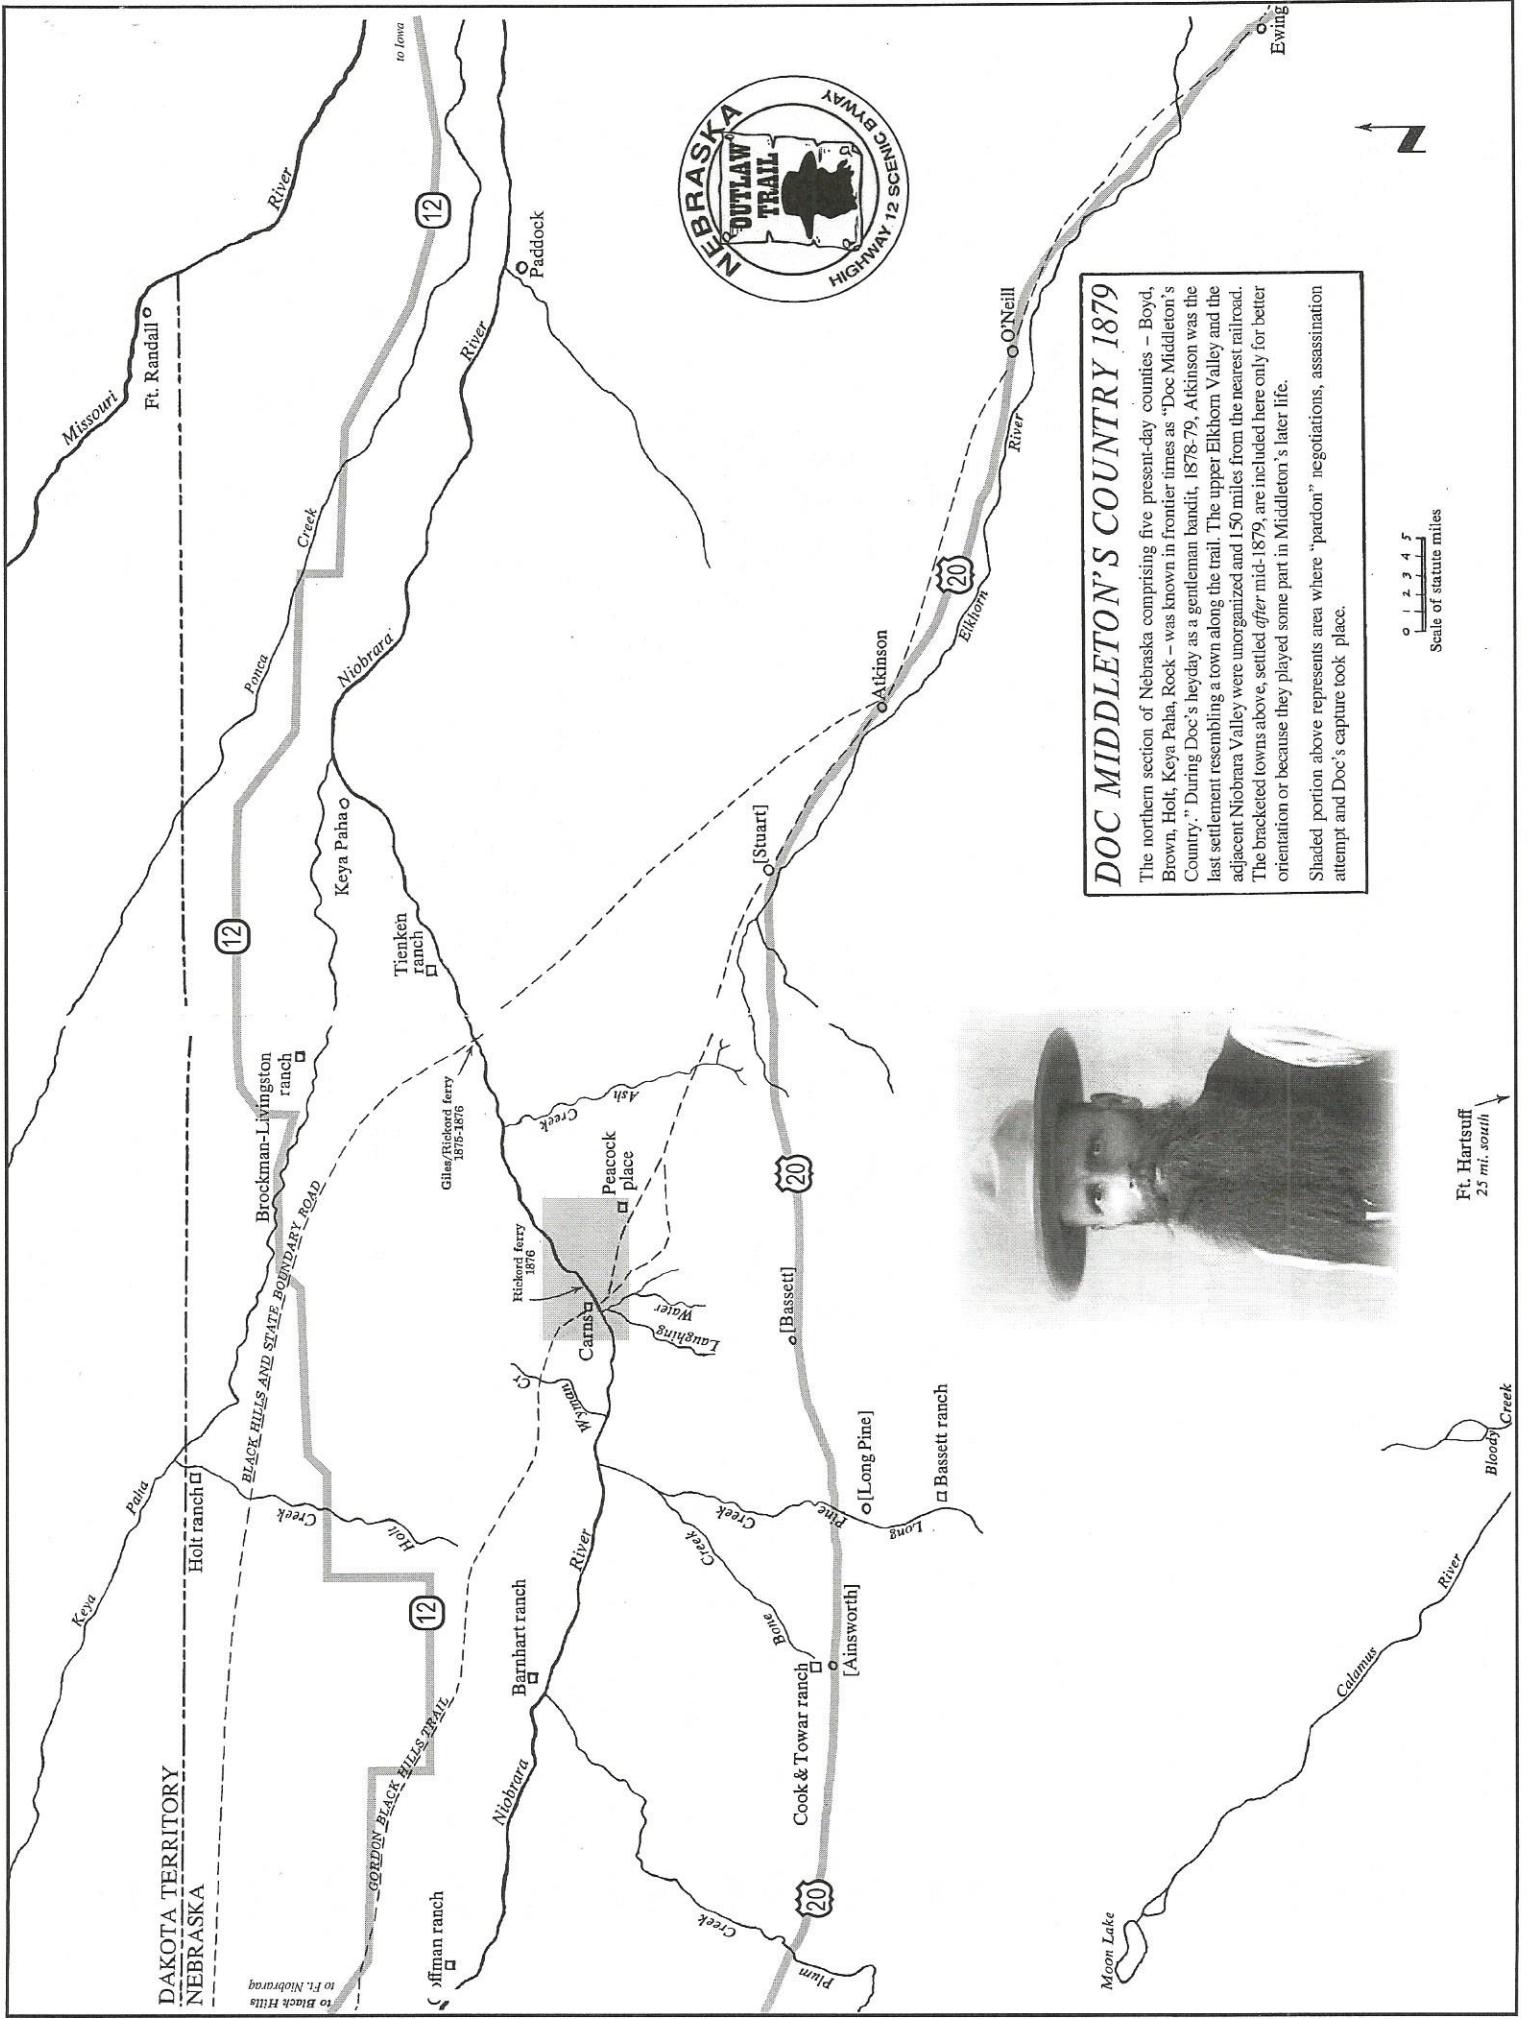 DAKOTA TERRITORY
NEBRASKA
to Black Hills
to Ft. Niobraraq
Keya
Paha
Holt ranch
Holt
Creek
BLACK HILLS AND STATE BOUNDARY ROAD
GORDON BLACK HILLS TRAIL
12
offman ranch
Niobrara
River
Barnhart ranch
Plum
Creek
20
Cook & Towar ranch
[Ainsworth]
Bone
Creek
Long
Pine
Creek
[Long Pine]
Bassett ranch
Wyman
Cr
Carns
Rickord ferry
1876
Laughing
Water
Peacock
place
[Bassett]
20
Ash
Creek
Giles/Rickord ferry
1875-1876
Brockman-Livingston
ranch
12
Tienken
ranch
Keya Paha
Ponca
Creek
Niobrara
River
Missouri
River
Ft. Randall
12
to Iowa
Paddock
[Stuart]
Atkinson
20
Elkhorn
River
O'Neill
Ewing
NEBRASKA
OUTLAW
TRAIL
HIGHWAY 12 SCENIC BYWAY
N
Moon Lake
Calamus
River
Bloody Creek
Ft. Hartsuff
25 mi. south
DOC MIDDLETON'S COUNTRY 1879
The northern section of Nebraska comprising five present-day counties – Boyd,
Brown, Holt, Keya Paha, Rock – was known in frontier times as "Doc Middleton's
Country." During Doc's heyday as a gentleman bandit, 1878-79, Atkinson was the
last settlement resembling a town along the trail. The upper Elkhorn Valley and the
adjacent Niobrara Valley were unorganized and 150 miles from the nearest railroad.
The bracketed towns above, settled after mid-1879, are included here only for better
orientation or because they played some part in Middleton's later life.
Shaded portion above represents area where "pardon" negotiations, assassination
attempt and Doc's capture took place.
0 1 2 3 4 5
Scale of statute miles